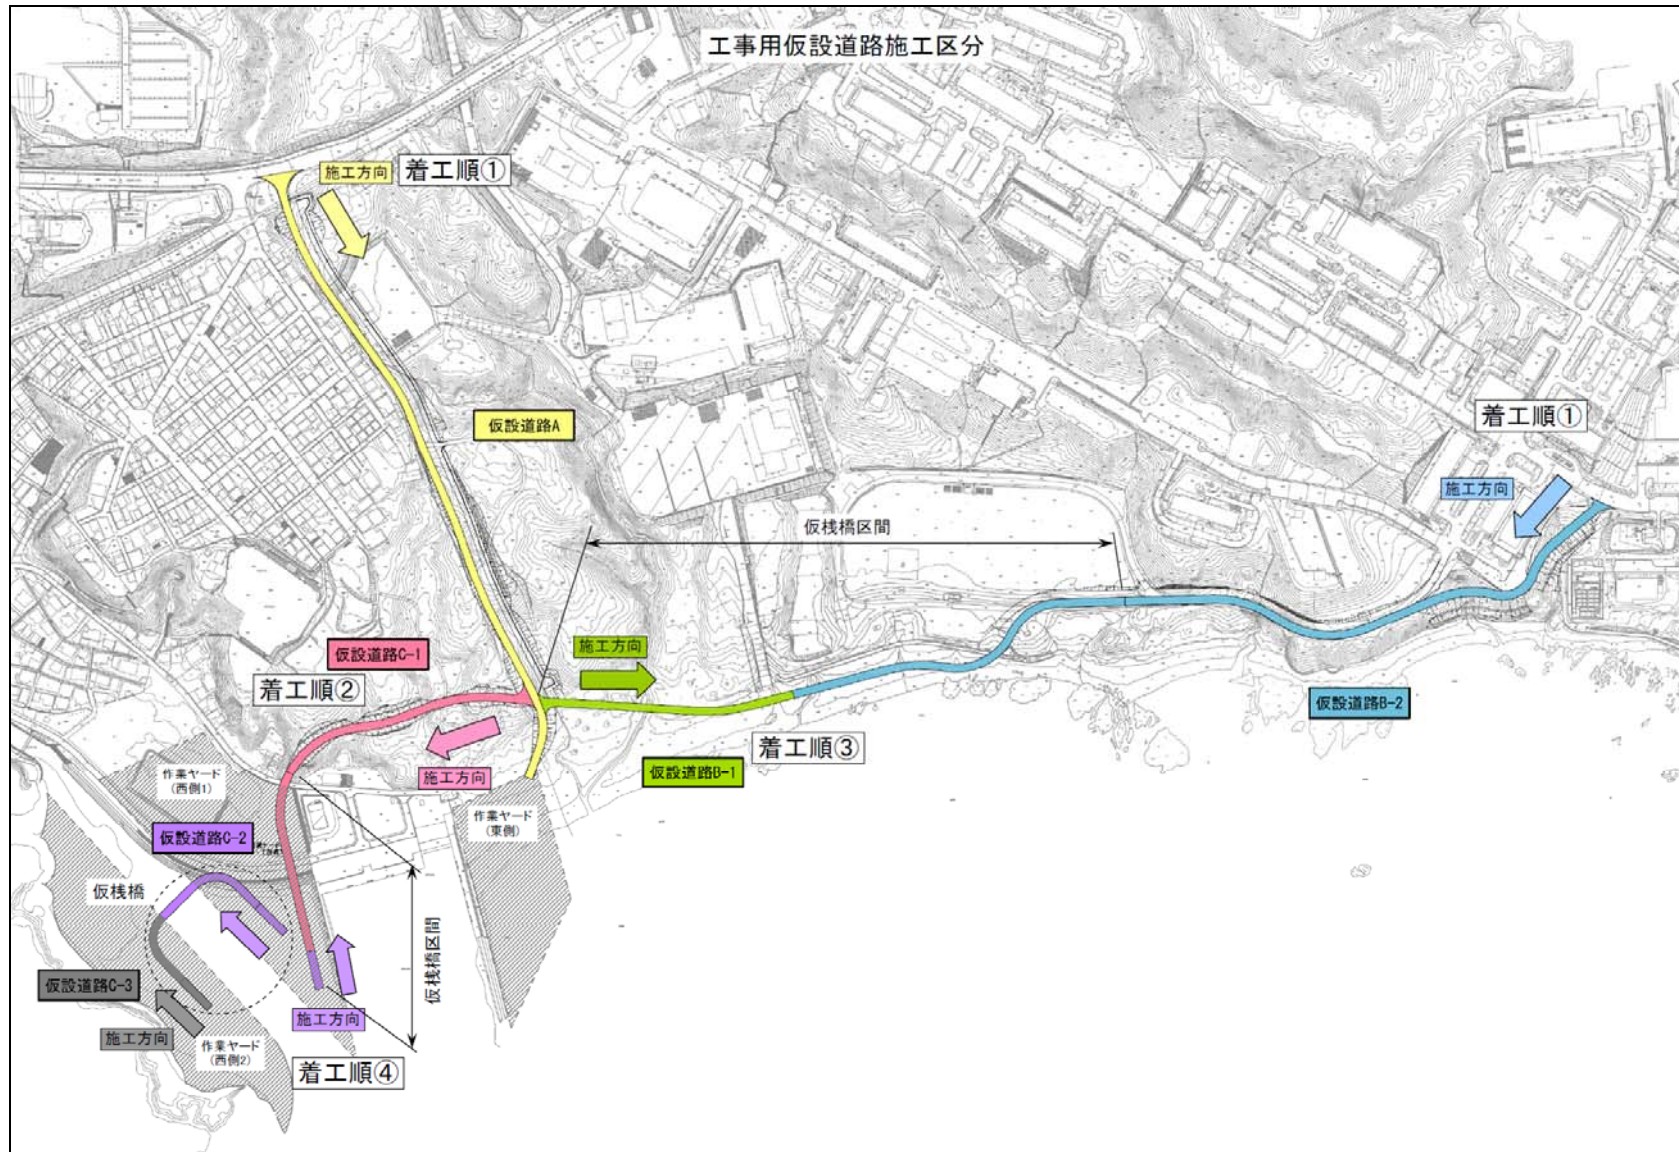 工事用仮設道路施工区分
施工方向
着工順①
仮設道路A
着工順①
施工方向
仮桟橋区間
施工方向
仮設道路C-1
着工順②
仮設道路B-2
着工順③
仮設道路B-1
施工方向
作業ヤード
(西側1)
作業ヤード
(東側)
仮設道路C-2
仮桟橋
仮桟橋区間
仮設道路C-3
施工方向
施工方向
作業ヤード
(西側2)
着工順④